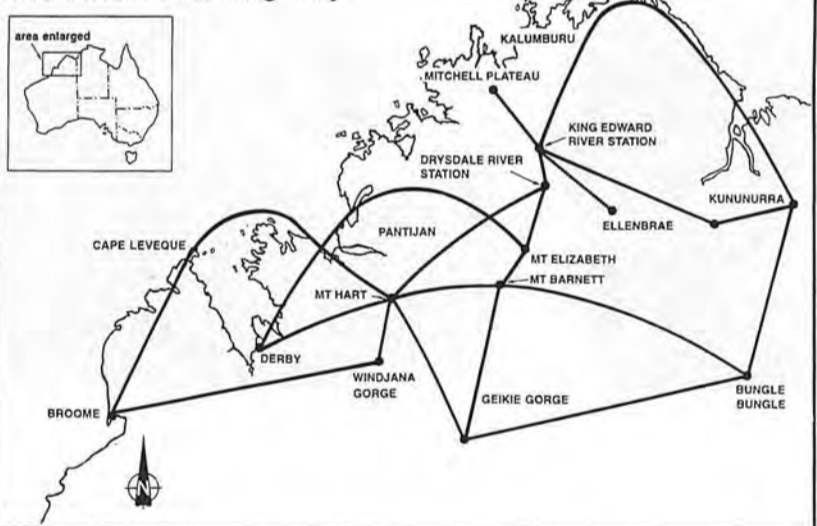 area enlarged
KALUMBURU
MITCHELL PLATEAU
KING EDWARD
RIVER STATION
DRYSDALE RIVER
STATION
KUNUNURRA
ELLENBRAE
PANTIJAN
CAPE LEVEQUE
MT ELIZABETH
MT BARNETT
MT HART
DERBY
WINDJANA
GORGE
GEIKIE GORGE
BUNGLE
BUNGLE
BROOME
N